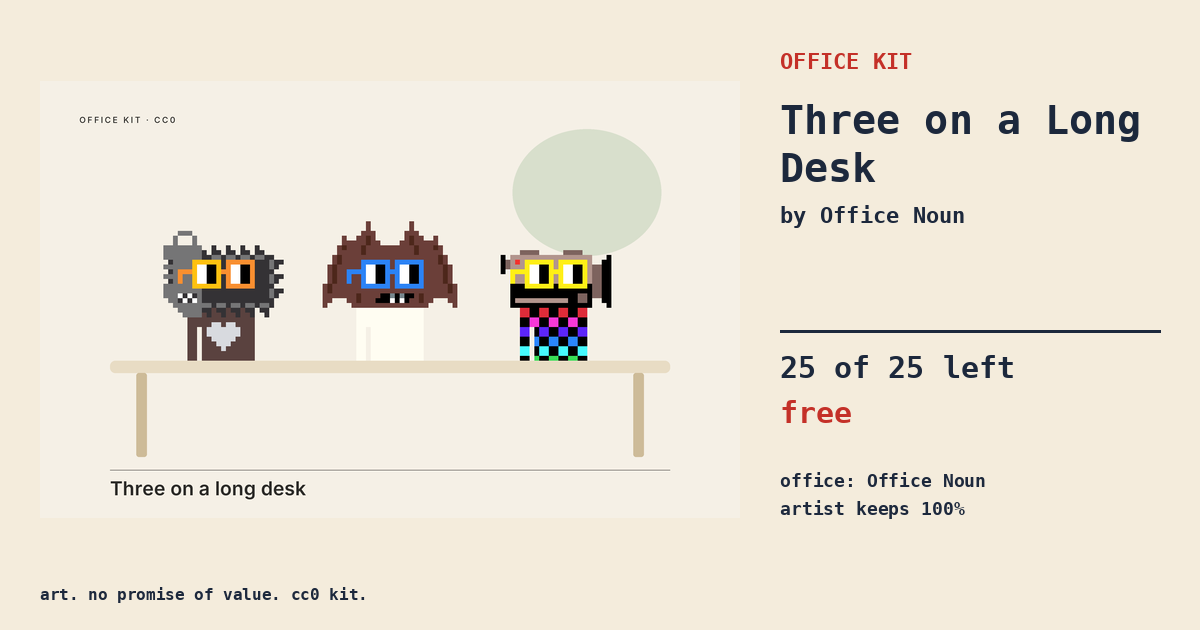 OFFICE KIT · CC0
Three on a long desk
art. no promise of value. cc0 kit.
OFFICE KIT
Three on a Long
Desk
by Office Noun
25 of 25 left
free
office: Office Noun
artist keeps 100%